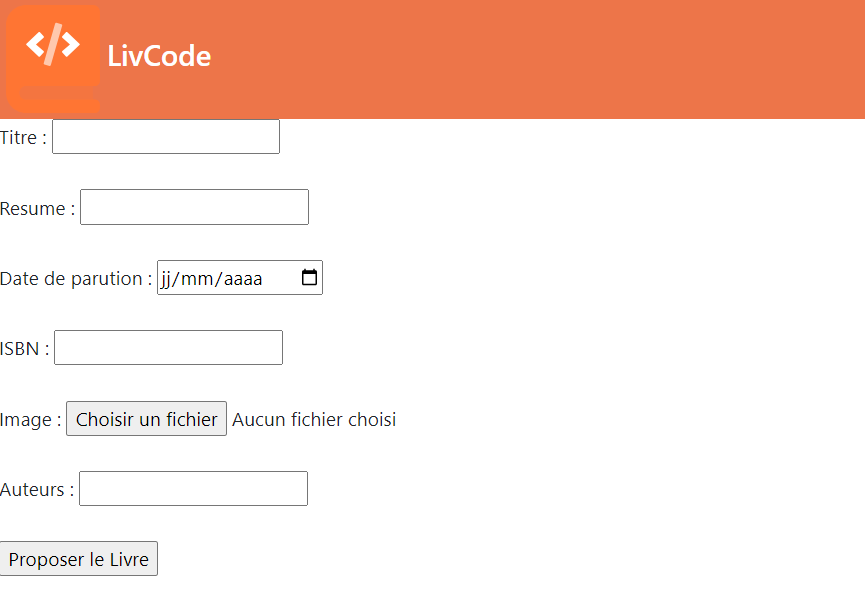 </> LivCode
Titre :
Resume :
Date de parution : jj/mm/aaaa
ISBN :
Image : Choisir un fichier Aucun fichier choisi
Auteurs :
Proposer le Livre